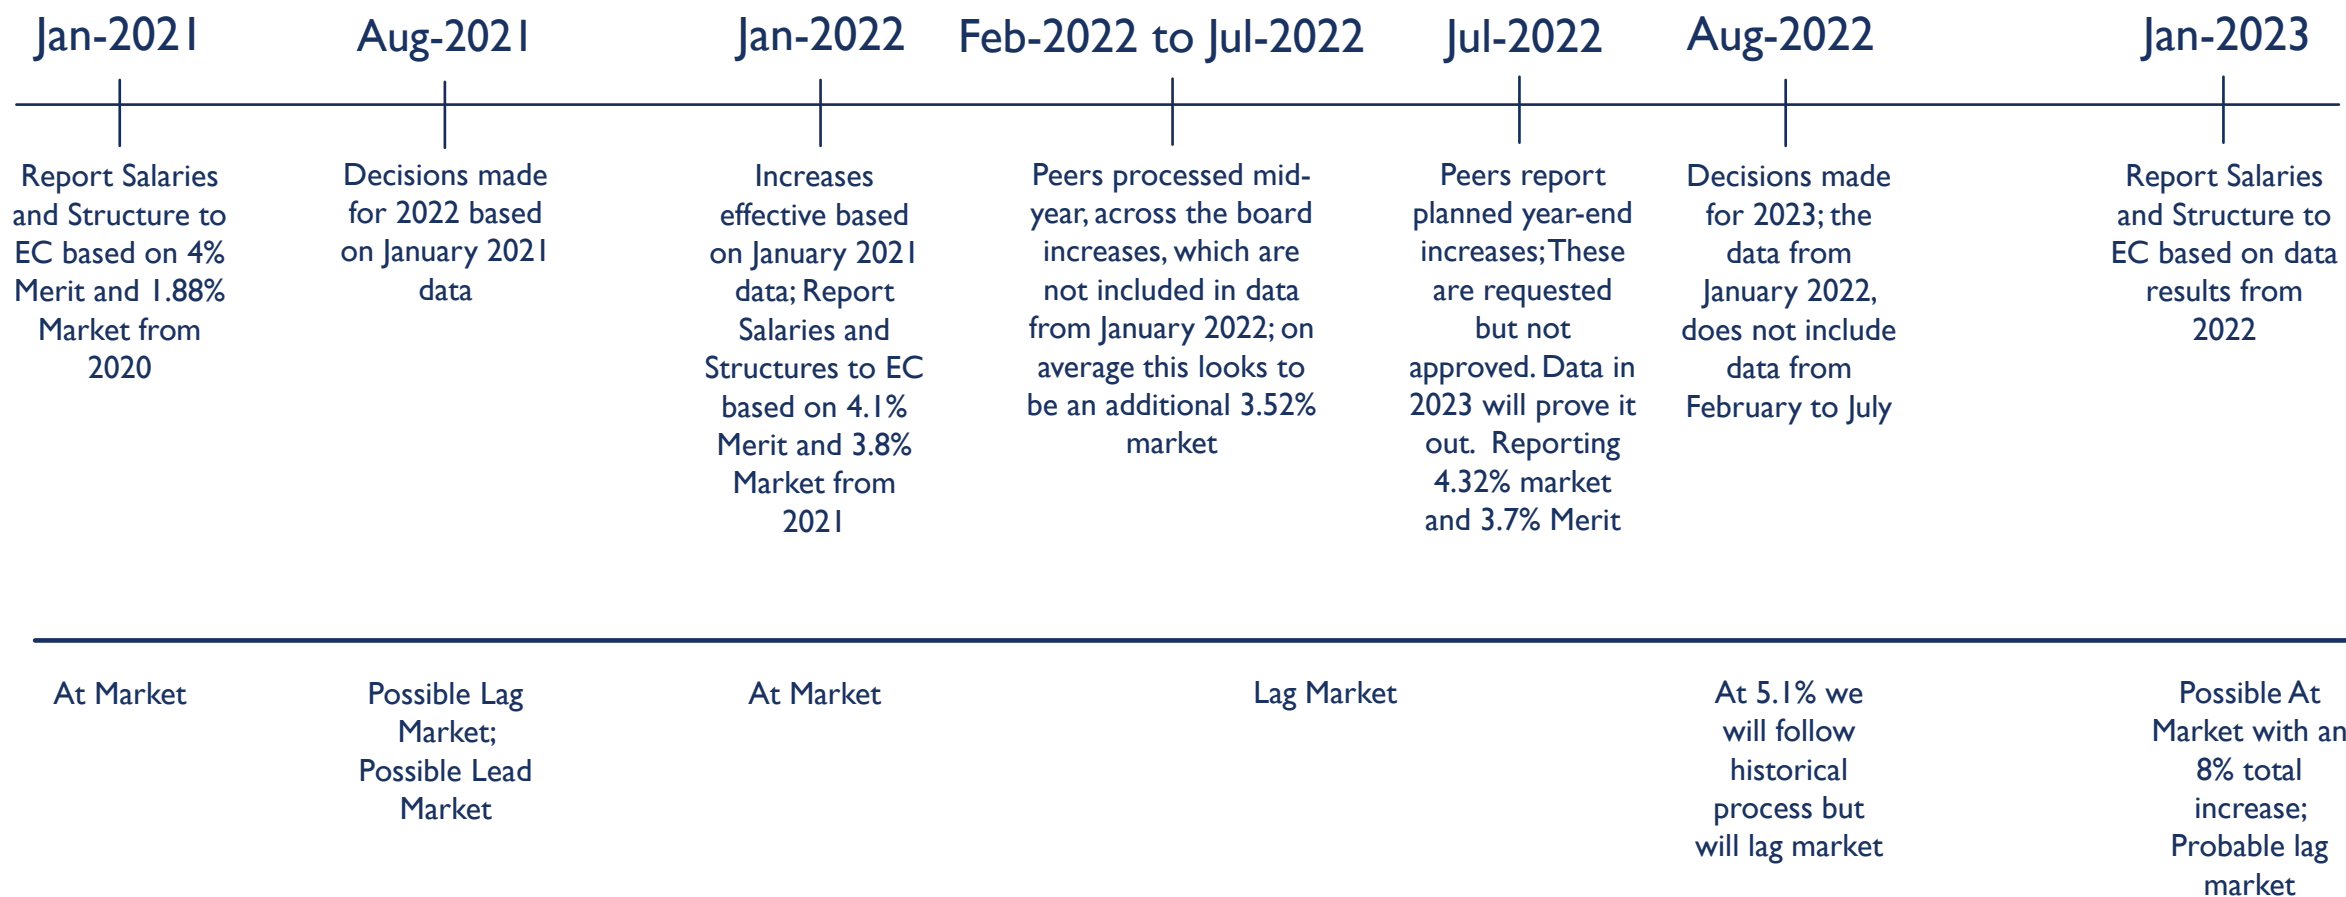 Jan-2021
Report Salaries
and Structure to
EC based on 4%
Merit and 1.88%
Market from
2020
Aug-2021
Decisions made
for 2022 based
on January 2021
data
Jan-2022
Increases
effective based
on January 2021
data; Report
Salaries and
Structures to EC
based on 4.1%
Merit and 3.8%
Market from
2021
Feb-2022 to Jul-2022
Peers processed mid-
year, across the board
increases, which are
not included in data
from January 2022; on
average this looks to
be an additional 3.52%
market
Jul-2022
Peers report
planned year-end
increases; These
are requested
but not
approved. Data in
2023 will prove it
out.  Reporting
4.32% market
and 3.7% Merit
Aug-2022
Decisions made
for 2023; the
data from
January 2022,
does not include
data from
February to July
Jan-2023
Report Salaries
and Structure to
EC based on data
results from
2022
At Market
Possible Lag
Market;
Possible Lead
Market
At Market
Lag Market
At 5.1% we
will follow
historical
process but
will lag market
Possible At
Market with an
8% total
increase;
Probable lag
market